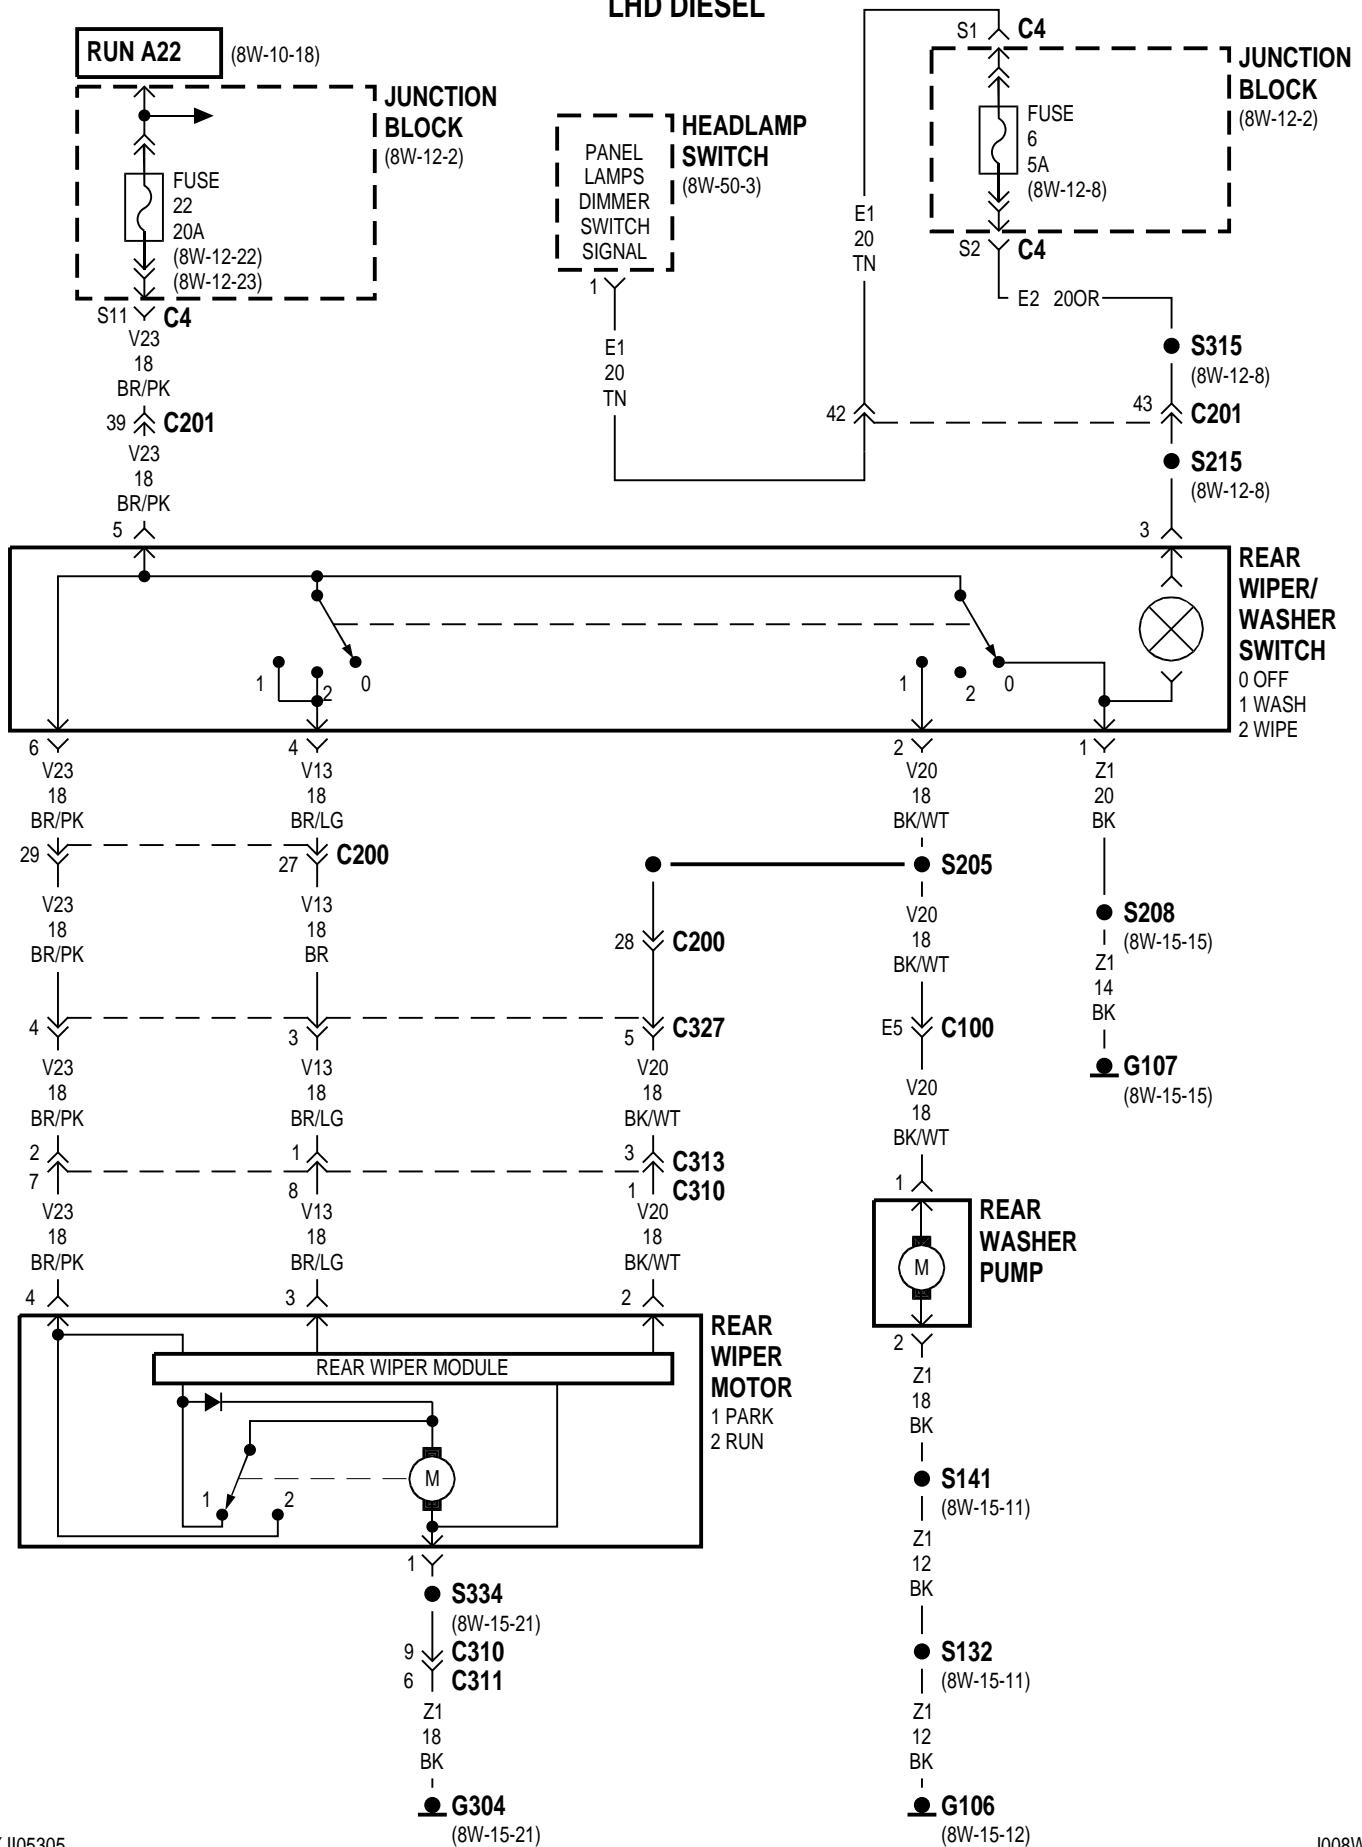 LHD DIESEL
RUN A22
(8W-10-18)
JUNCTION
BLOCK
(8W-12-2)
FUSE
22
20A
(8W-12-22)
(8W-12-23)
S11
C4
V23
18
BR/PK
39
C201
V23
18
BR/PK
5
PANEL
LAMPS
DIMMER
SWITCH
SIGNAL
HEADLAMP
SWITCH
(8W-50-3)
1
E1
20
TN
E1
20
TN
42
S1
C4
FUSE
6
5A
(8W-12-8)
JUNCTION
BLOCK
(8W-12-2)
S2
C4
E2 20OR
S315
(8W-12-8)
43
C201
S215
(8W-12-8)
3
REAR
WIPER/
WASHER
SWITCH
0 OFF
1 WASH
2 WIPE
1
2
0
1
2
0
6
V23
18
BR/PK
29
V23
18
BR/PK
4
V23
18
BR/PK
2
7
V23
18
BR/PK
4
4
V13
18
BR/LG
27
C200
V13
18
BR
3
V13
18
BR/LG
1
8
V13
18
BR/LG
3
28
C200
5
C327
V20
18
BK/WT
3
C313
1
C310
V20
18
BK/WT
2
2
V20
18
BK/WT
S205
V20
18
BK/WT
E5
C100
V20
18
BK/WT
1
REAR
WASHER
PUMP
M
2
Z1
18
BK
S141
(8W-15-11)
Z1
12
BK
S132
(8W-15-11)
Z1
12
BK
G106
(8W-15-12)
1
Z1
20
BK
S208
(8W-15-15)
Z1
14
BK
G107
(8W-15-15)
REAR WIPER MODULE
REAR
WIPER
MOTOR
1 PARK
2 RUN
1
2
M
1
S334
(8W-15-21)
9
C310
6
C311
Z1
18
BK
G304
(8W-15-21)
J008W